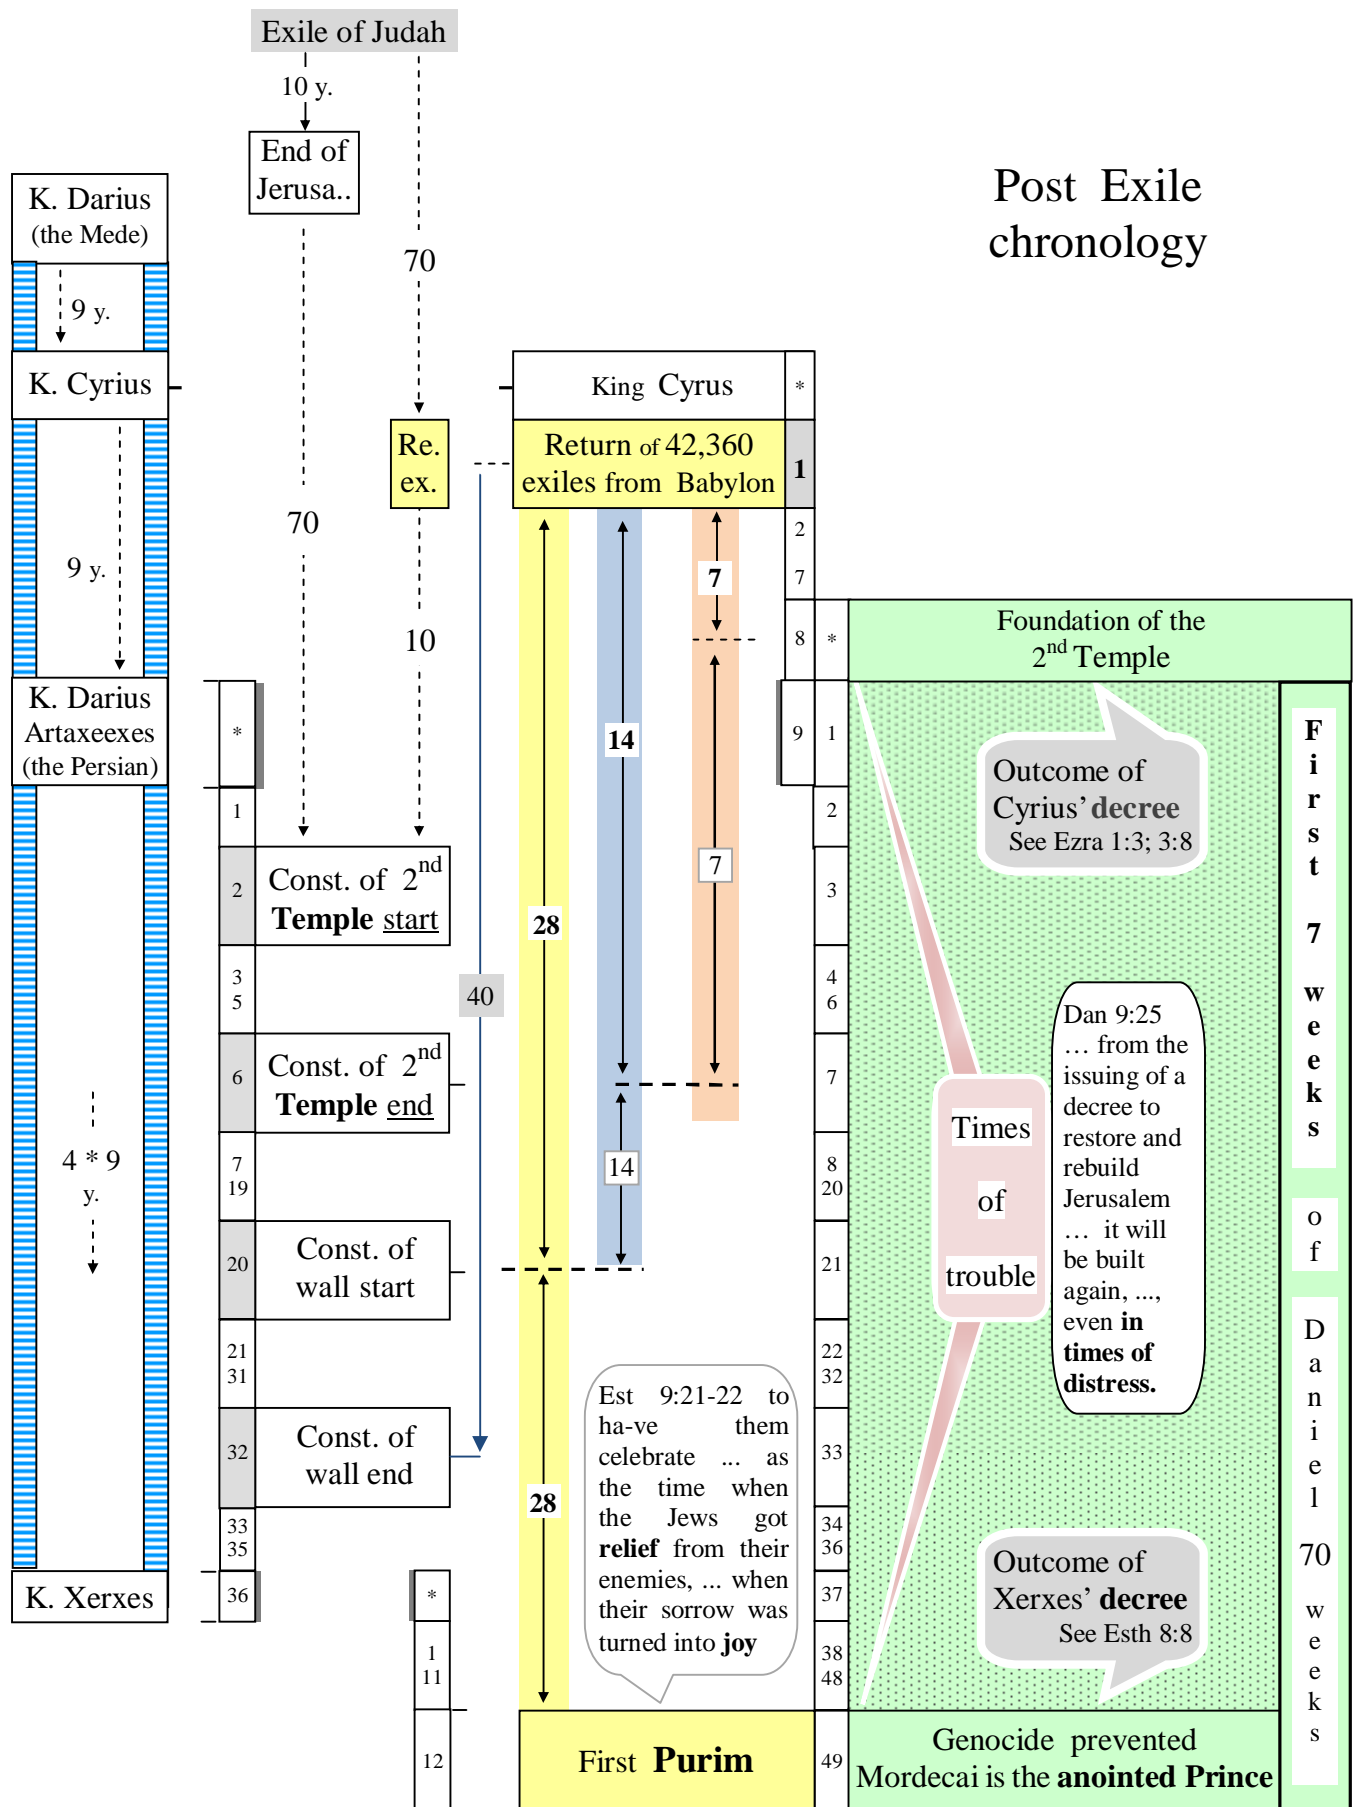 Exile of Judah
10 y.
End of
Jerusa..
Post Exile
chronology
K. Darius
(the Mede)
70
9 y.
K. Cyrius
King Cyrus
*
Re.
ex.
Return of 42,360
exiles from Babylon
1
70
2
7
7
9 y.
10
8
*
Foundation of the
2nd Temple
K. Darius
Artaxeexes
(the Persian)
*
14
9
1
Outcome of
Cyrius’ decree
See Ezra 1:3; 3:8
First 7 weeks
of
Daniel 70 weeks
1
2
2
Const. of 2nd
Temple start
7
3
28
3
5
40
4
6
Dan 9:25
… from the
issuing of a
decree to
restore and
rebuild
Jerusalem
… it will
be built
again, ...,
even in
times of
distress.
6
Const. of 2nd
Temple end
7
Times
of
trouble
4 * 9
y.
7
19
14
8
20
20
Const. of
wall start
21
21
31
22
32
Est 9:21-22 to
ha-ve them
celebrate ... as
the time when
the Jews got
relief from their
enemies, ... when
their sorrow was
turned into joy
32
Const. of
wall end
33
28
33
35
34
36
Outcome of
Xerxes’ decree
See Esth 8:8
K. Xerxes
36
*
37
1
11
38
48
12
First Purim
49
Genocide prevented
Mordecai is the anointed Prince